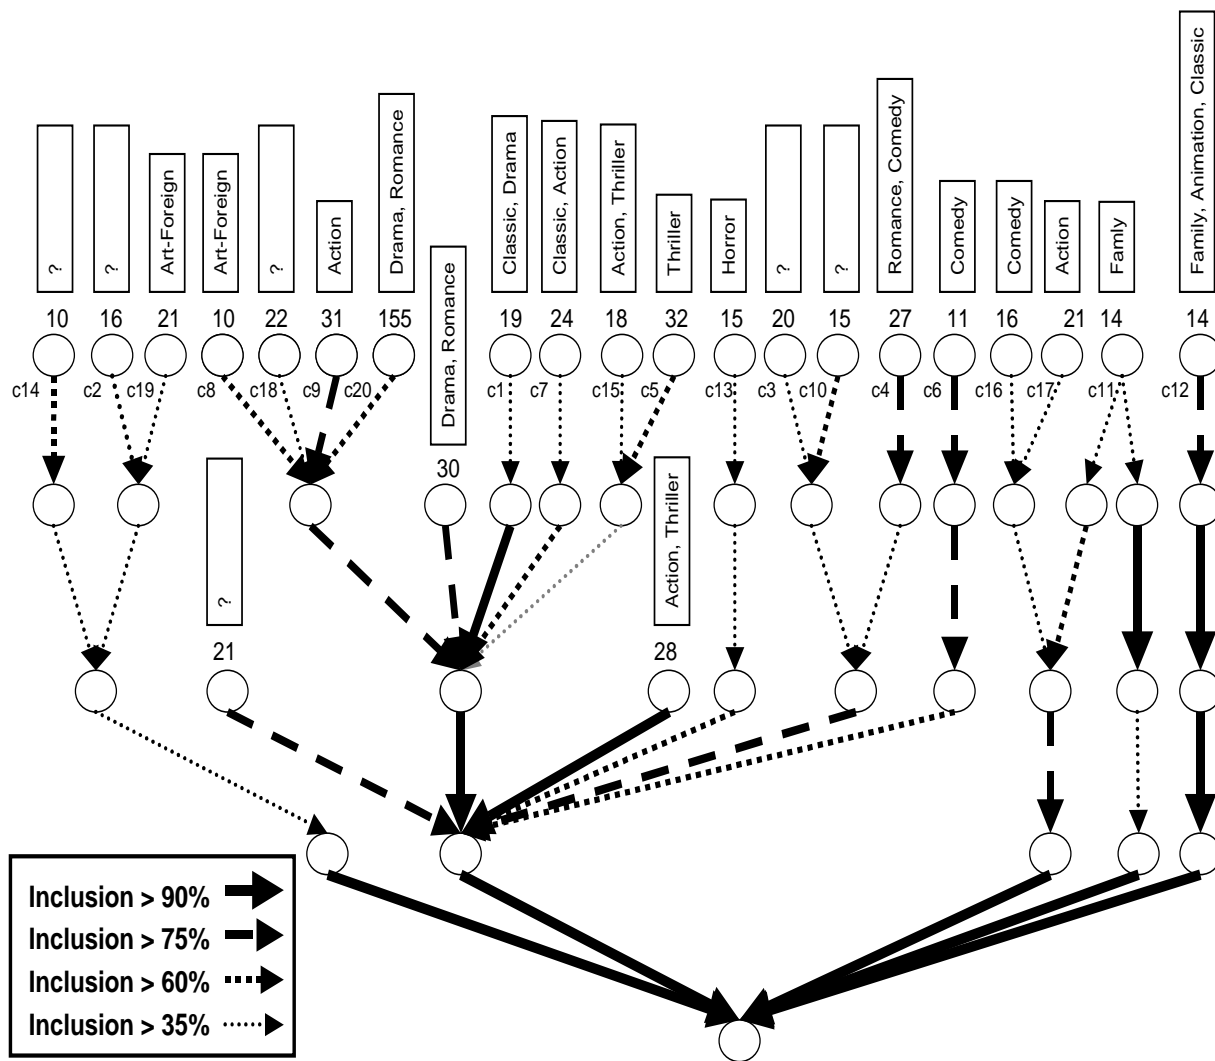 ?
?
Art-Foreign
Art-Foreign
?
Action
Drama, Romance
Drama, Romance
Classic, Drama
Classic, Action
Action, Thriller
Thriller
Horror
?
?
Romance, Comedy
Comedy
Comedy
Action
Famly
Family, Animation, Classic
10 16 21 10 22 31 155 19 24 18 32 15 20 15 27 11 16 21 14 14
c14 c2 c19 c8 c18 c9 c20 c1 c7 c15 c5 c13 c3 c10 c4 c6 c16 c17 c11 c12
30
?
Action, Thriller
21 28
Inclusion > 90%
Inclusion > 75%
Inclusion > 60%
Inclusion > 35%